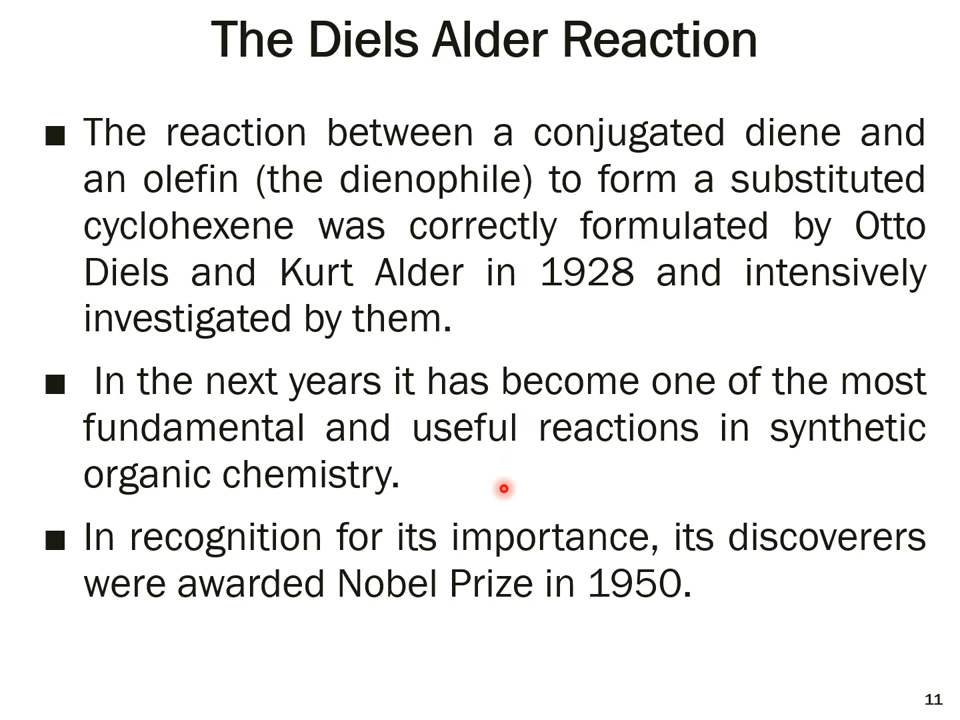 The Diels Alder Reaction
■ The reaction between a conjugated diene and
an olefin (the dienophile) to form a substituted
cyclohexene was correctly formulated by Otto
Diels and Kurt Alder in 1928 and intensively
investigated by them.
■ In the next years it has become one of the most
fundamental and useful reactions in synthetic
organic chemistry.
■ In recognition for its importance, its discoverers
were awarded Nobel Prize in 1950.
11